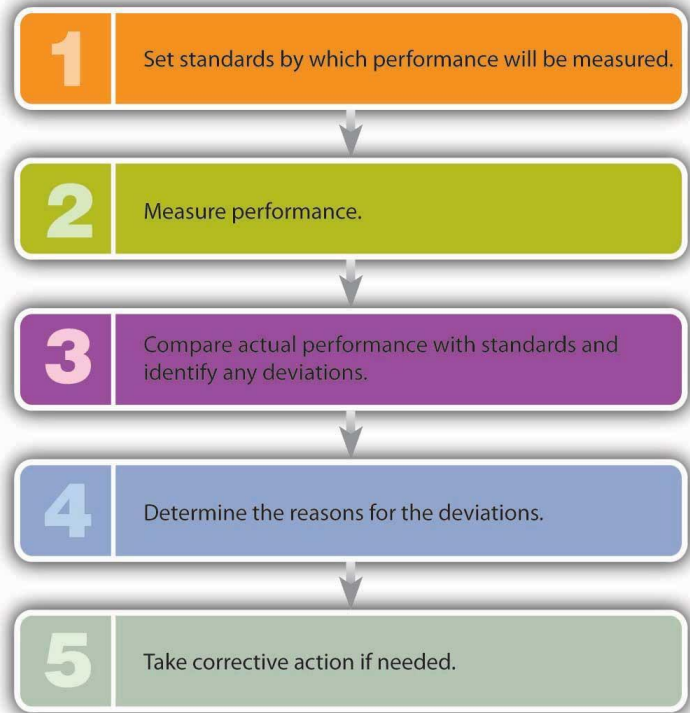 1
Set standards by which performance will be measured.
2
Measure performance.
3
Compare actual performance with standards and
identify any deviations.
4
Determine the reasons for the deviations.
5
Take corrective action if needed.